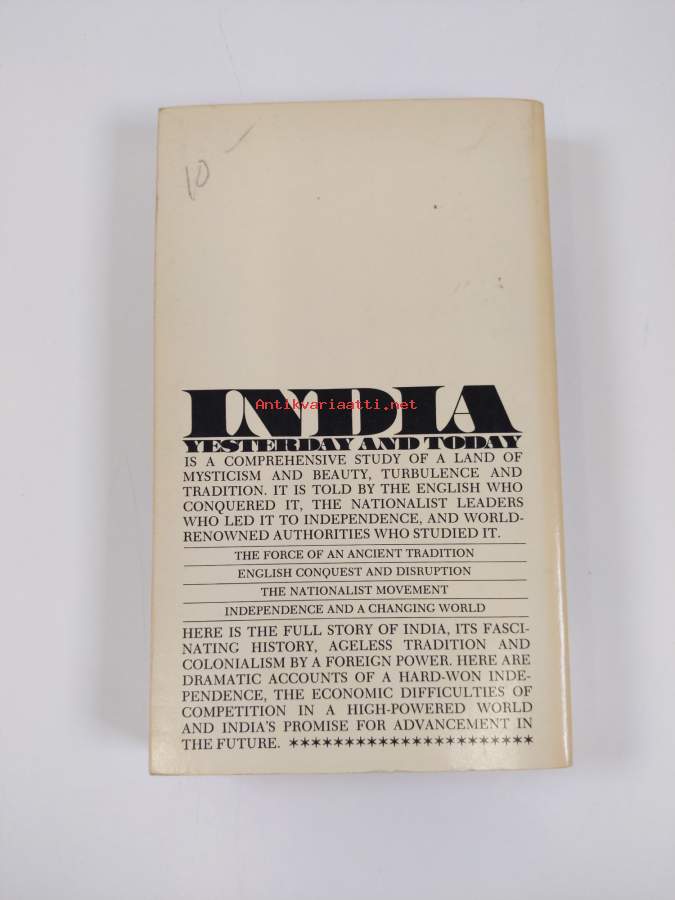 10
INDIA
Antikvariaatti.net
YESTERDAY AND TODAY
IS A COMPREHENSIVE STUDY OF A LAND OF
MYSTICISM AND BEAUTY, TURBULENCE AND
TRADITION. IT IS TOLD BY THE ENGLISH WHO
CONQUERED IT, THE NATIONALIST LEADERS
WHO LED IT TO INDEPENDENCE, AND WORLD-
RENOWNED AUTHORITIES WHO STUDIED IT.
THE FORCE OF AN ANCIENT TRADITION
ENGLISH CONQUEST AND DISRUPTION
THE NATIONALIST MOVEMENT
INDEPENDENCE AND A CHANGING WORLD
HERE IS THE FULL STORY OF INDIA, ITS FASCI-
NATING HISTORY, AGELESS TRADITION AND
COLONIALISM BY A FOREIGN POWER. HERE ARE
DRAMATIC ACCOUNTS OF A HARD-WON INDE-
PENDENCE, THE ECONOMIC DIFFICULTIES OF
COMPETITION IN A HIGH-POWERED WORLD
AND INDIA'S PROMISE FOR ADVANCEMENT IN
THE FUTURE. **********************